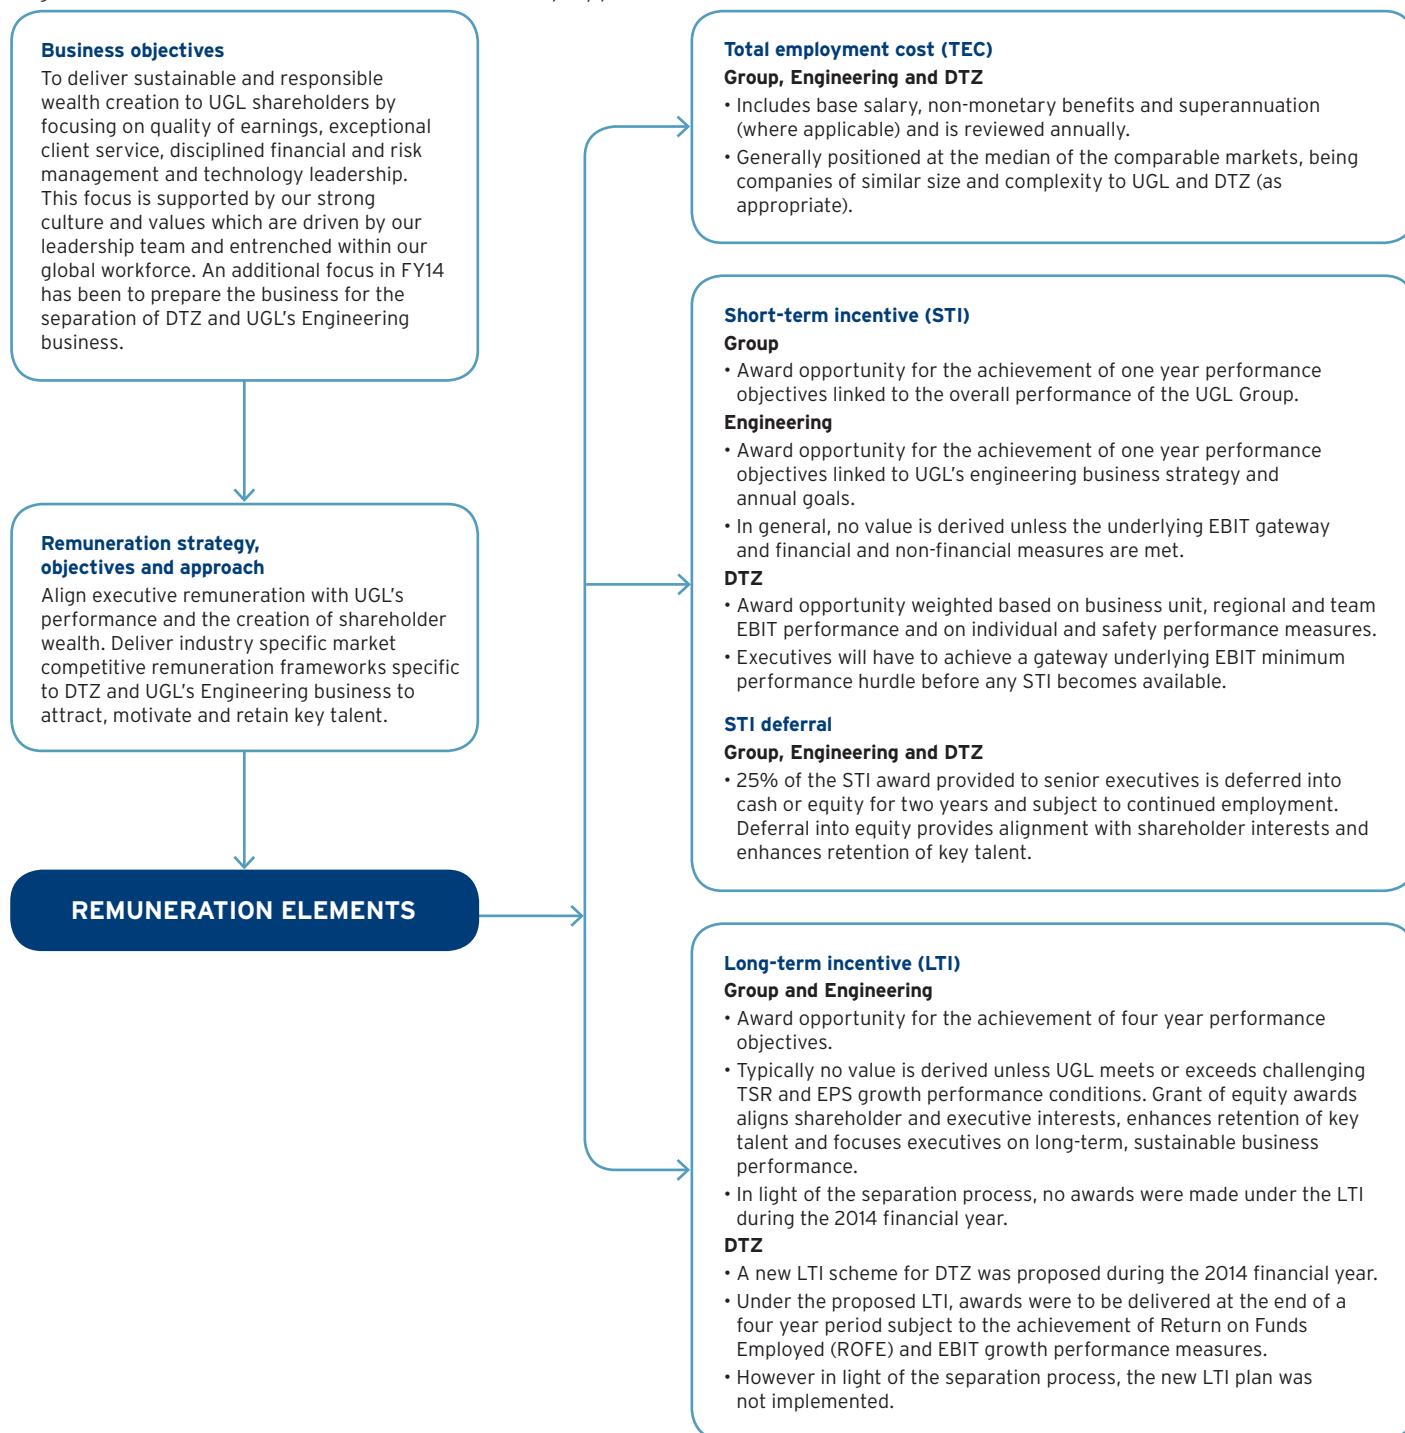 Business objectives
To deliver sustainable and responsible
wealth creation to UGL shareholders by
focusing on quality of earnings, exceptional
client service, disciplined financial and risk
management and technology leadership.
This focus is supported by our strong
culture and values which are driven by our
leadership team and entrenched within our
global workforce. An additional focus in FY14
has been to prepare the business for the
separation of DTZ and UGL's Engineering
business.
Remuneration strategy,
objectives and approach
Align executive remuneration with UGL's
performance and the creation of shareholder
wealth. Deliver industry specific market
competitive remuneration frameworks specific
to DTZ and UGL's Engineering business to
attract, motivate and retain key talent.
REMUNERATION ELEMENTS
Total employment cost (TEC)
Group, Engineering and DTZ
• Includes base salary, non-monetary benefits and superannuation
(where applicable) and is reviewed annually.
• Generally positioned at the median of the comparable markets, being
companies of similar size and complexity to UGL and DTZ (as
appropriate).
Short-term incentive (STI)
Group
• Award opportunity for the achievement of one year performance
objectives linked to the overall performance of the UGL Group.
Engineering
• Award opportunity for the achievement of one year performance
objectives linked to UGL's engineering business strategy and
annual goals.
• In general, no value is derived unless the underlying EBIT gateway
and financial and non-financial measures are met.
DTZ
• Award opportunity weighted based on business unit, regional and team
EBIT performance and on individual and safety performance measures.
• Executives will have to achieve a gateway underlying EBIT minimum
performance hurdle before any STI becomes available.
STI deferral
Group, Engineering and DTZ
• 25% of the STI award provided to senior executives is deferred into
cash or equity for two years and subject to continued employment.
Deferral into equity provides alignment with shareholder interests and
enhances retention of key talent.
Long-term incentive (LTI)
Group and Engineering
• Award opportunity for the achievement of four year performance
objectives.
• Typically no value is derived unless UGL meets or exceeds challenging
TSR and EPS growth performance conditions. Grant of equity awards
aligns shareholder and executive interests, enhances retention of key
talent and focuses executives on long-term, sustainable business
performance.
• In light of the separation process, no awards were made under the LTI
during the 2014 financial year.
DTZ
• A new LTI scheme for DTZ was proposed during the 2014 financial year.
• Under the proposed LTI, awards were to be delivered at the end of a
four year period subject to the achievement of Return on Funds
Employed (ROFE) and EBIT growth performance measures.
• However in light of the separation process, the new LTI plan was
not implemented.